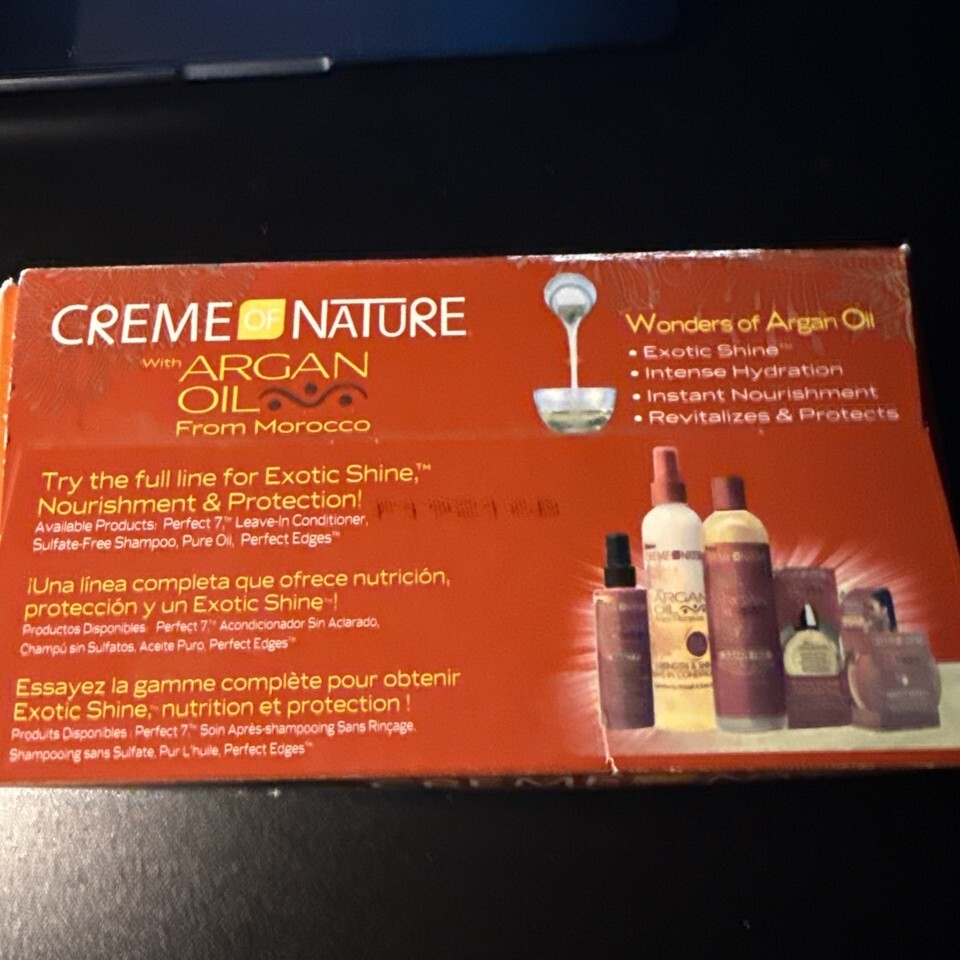 CREME OF NATURE
With ARGAN
OIL
From Morocco
Wonders of Argan Oil
• Exotic Shine™
• Intense Hydration
• Instant Nourishment
• Revitalizes & Protects
Try the full line for Exotic Shine,™
Nourishment & Protection!
Available Products: Perfect 7,™ Leave-In Conditioner,
Sulfate-Free Shampoo, Pure Oil, Perfect Edges™
¡Una línea completa que ofrece nutrición,
protección y un Exotic Shine™!
Productos Disponibles: Perfect 7,™ Acondicionador Sin Aclarado,
Champú sin Sulfatos, Aceite Puro, Perfect Edges™
Essayez la gamme complète pour obtenir
Exotic Shine,™ nutrition et protection !
Produits Disponibles : Perfect 7,™ Soin Après-shampooing Sans Rinçage,
Shampooing sans Sulfate, Pur L'huile, Perfect Edges™
CREME OF NATURE
ARGAN
OIL